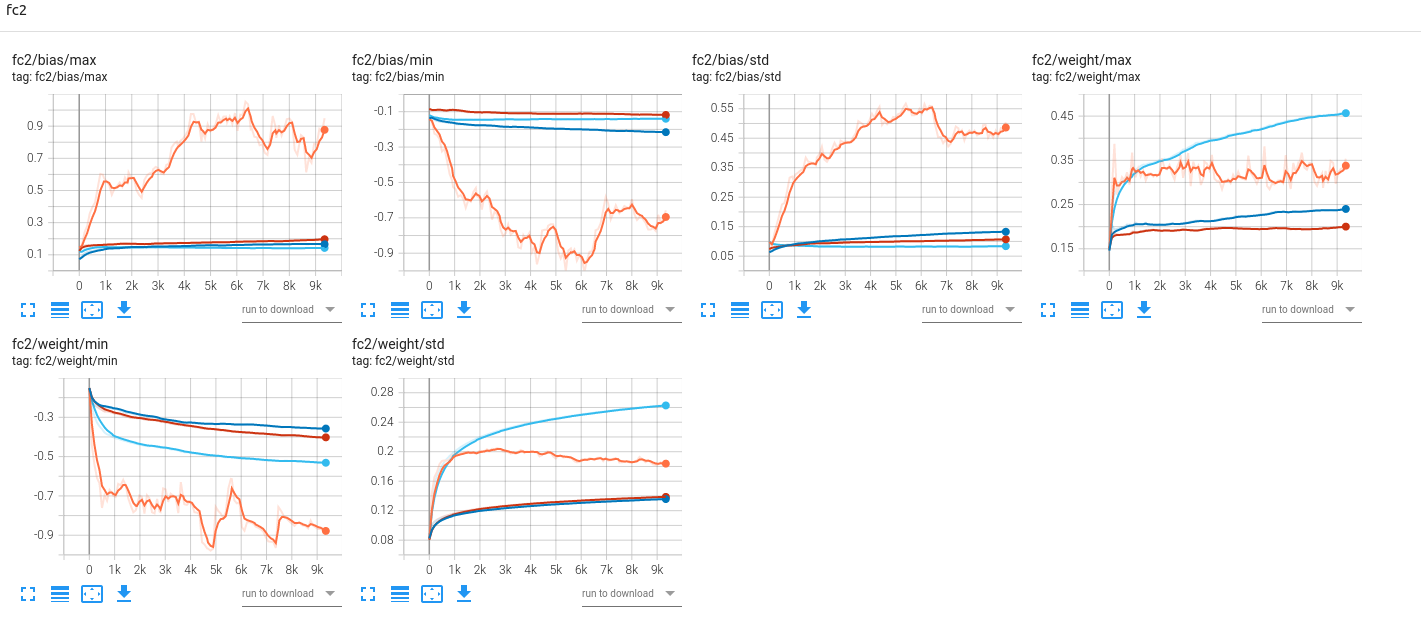 fc2
fc2/bias/max
tag: fc2/bias/max
0.9
0.7
0.5
0.3
0.1
0 1k 2k 3k 4k 5k 6k 7k 8k 9k
run to download
fc2/bias/min
tag: fc2/bias/min
-0.1
-0.3
-0.5
-0.7
-0.9
0 1k 2k 3k 4k 5k 6k 7k 8k 9k
run to download
fc2/bias/std
tag: fc2/bias/std
0.55
0.45
0.35
0.25
0.15
0.05
0 1k 2k 3k 4k 5k 6k 7k 8k 9k
run to download
fc2/weight/max
tag: fc2/weight/max
0.45
0.35
0.25
0.15
0 1k 2k 3k 4k 5k 6k 7k 8k 9k
run to download
fc2/weight/min
tag: fc2/weight/min
-0.3
-0.5
-0.7
-0.9
0 1k 2k 3k 4k 5k 6k 7k 8k 9k
run to download
fc2/weight/std
tag: fc2/weight/std
0.28
0.24
0.2
0.16
0.12
0.08
0 1k 2k 3k 4k 5k 6k 7k 8k 9k
run to download